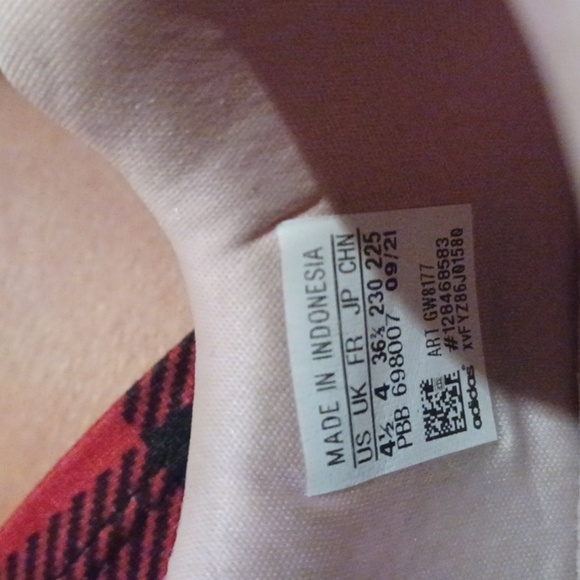 MADE IN INDONESIA
US UK FR JP CHN
4½ 4 36⅔ 230 225
PBB 698007 09/21
ART GW8177
#128468583
xvFYZ86J01580
adidas